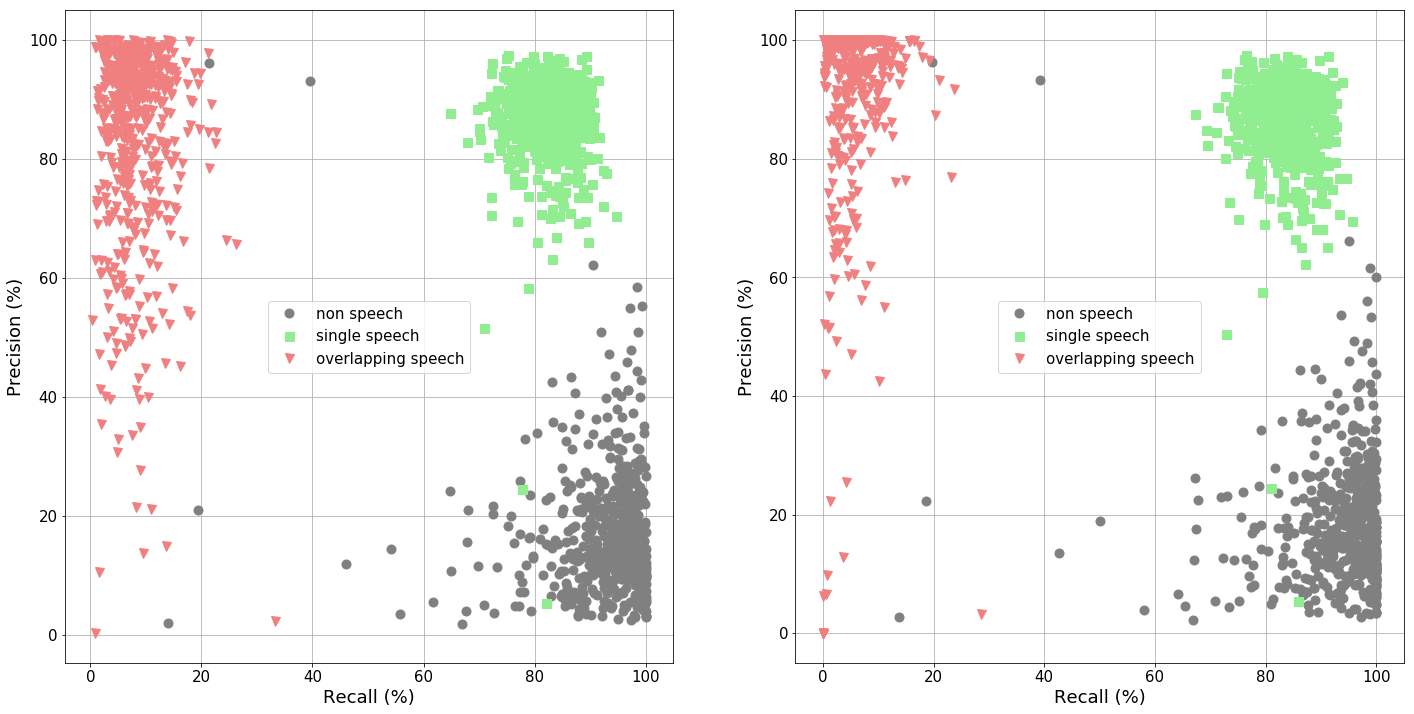 100
80
60
40
20
0
Precision (%)
0 20 40 60 80 100
Recall (%)
non speech
single speech
overlapping speech
100
80
60
40
20
0
Precision (%)
0 20 40 60 80 100
Recall (%)
non speech
single speech
overlapping speech